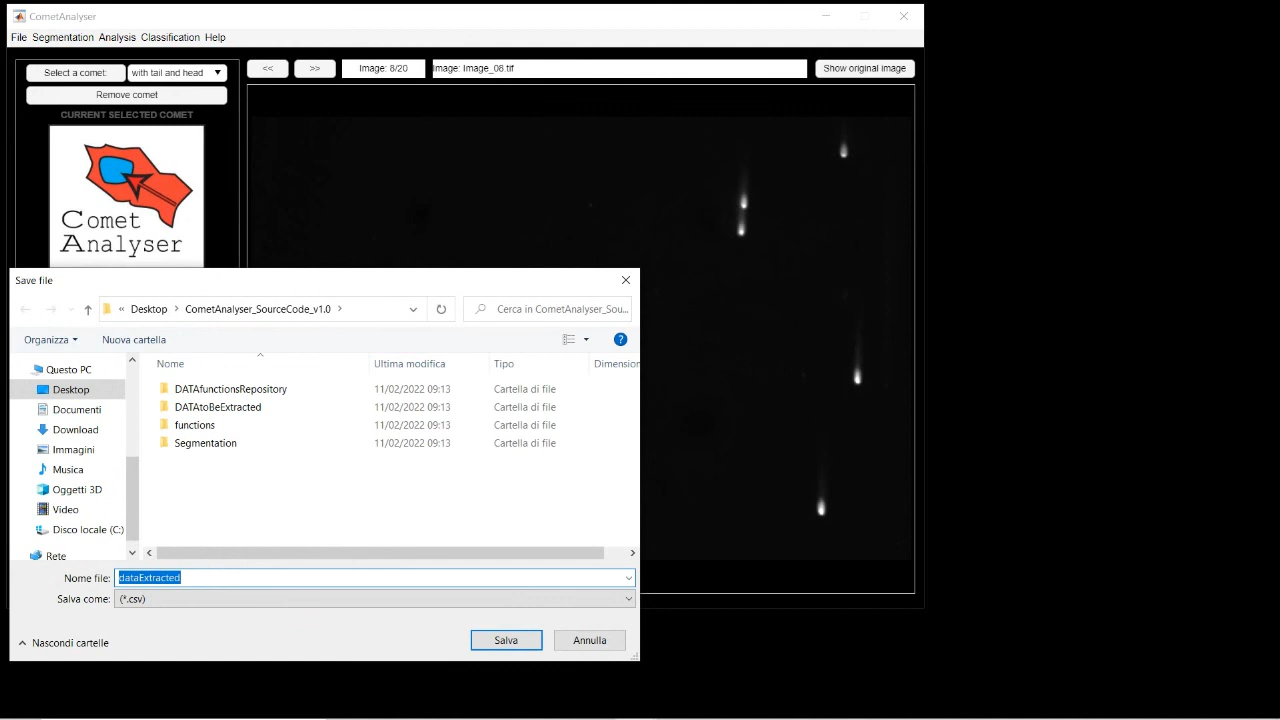 CometAnalyser
File Segmentation Analysis Classification Help
Select a comet: with tail and head << >> Image: 8/20 Image: Image_08.tif Show original image
Remove comet
CURRENT SELECTED COMET
Comet
Analyser
Save file
« Desktop CometAnalyser_SourceCode_v1.0 Cerca in CometAnalyser_Sou...
Organizza Nuova cartella
Nome Ultima modifica Tipo Dimension
Questo PC
Desktop
Documenti
Download
Immagini
Musica
Oggetti 3D
Video
Disco locale (C:)
Rete
DATAfunctionsRepository 11/02/2022 09:13 Cartella di file
DATAtoBeExtracted 11/02/2022 09:13 Cartella di file
functions 11/02/2022 09:13 Cartella di file
Segmentation 11/02/2022 09:13 Cartella di file
Nome file: dataExtracted
Salva come: (*.csv)
Nascondi cartelle Salva Annulla